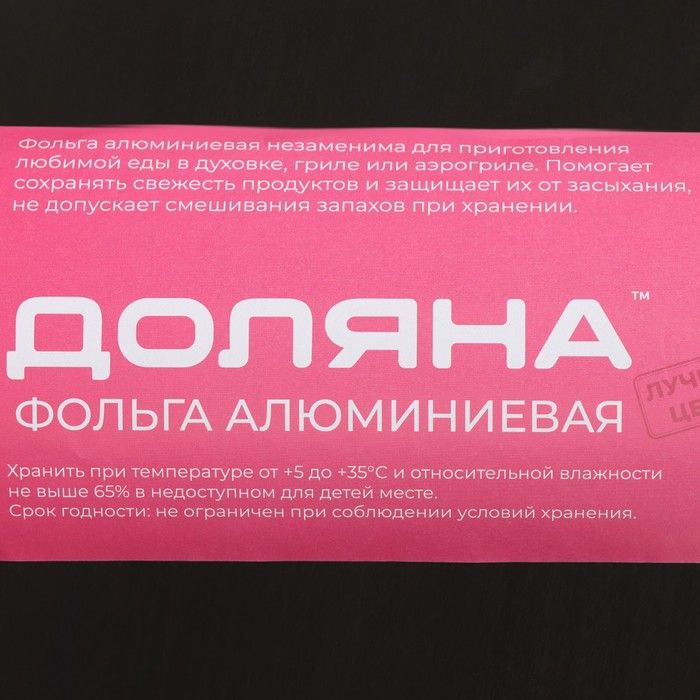 Фольга алюминиевая незаменима для приготовления
любимой еды в духовке, гриле или аэрогриле. Помогает
сохранять свежесть продуктов и защищает их от засыхания,
не допускает смешивания запахов при хранении.
ДОЛЯНА™
ФОЛЬГА АЛЮМИНИЕВАЯ
Хранить при температуре от +5 до +35°С и относительной влажности
не выше 65% в недоступном для детей месте.
Срок годности: не ограничен при соблюдении условий хранения.